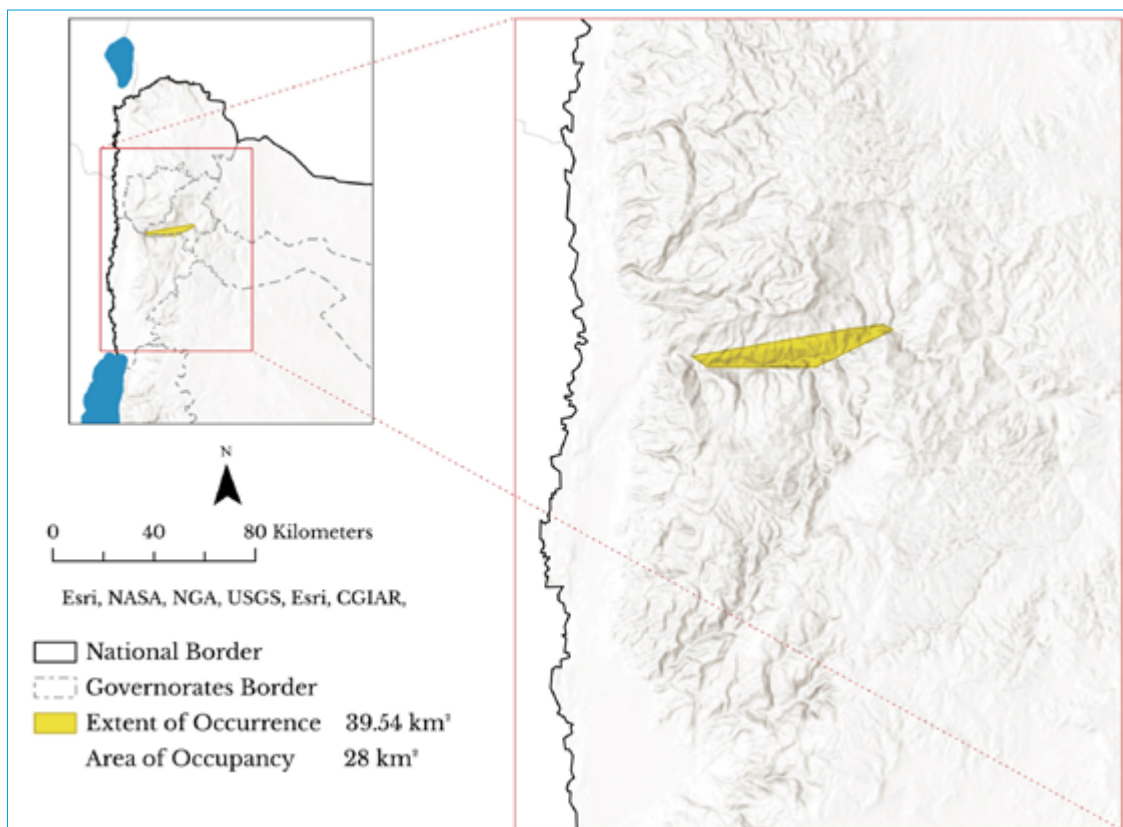 N
0 40 80 Kilometers
Esri, NASA, NGA, USGS, Esri, CGIAR,
National Border
Governorates Border
Extent of Occurrence 39.54 km²
Area of Occupancy 28 km²